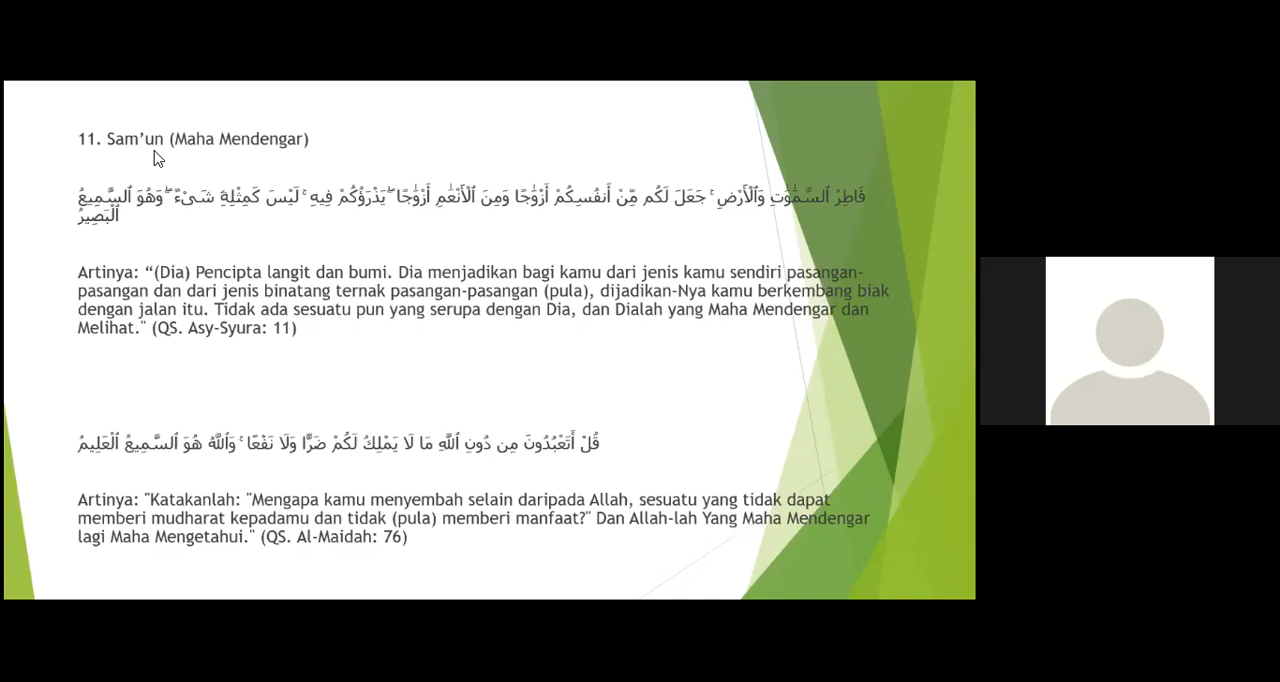 11. Sam’un (Maha Mendengar)
فَاطِرُ ٱلسَّمَٰوَٰتِ وَٱلْأَرْضِ ۚ جَعَلَ لَكُم مِّنْ أَنفُسِكُمْ أَزْوَٰجًا وَمِنَ ٱلْأَنْعَٰمِ أَزْوَٰجًا ۖ يَذْرَؤُكُمْ فِيهِ ۚ لَيْسَ كَمِثْلِهِۦ شَىْءٌ ۖ وَهُوَ ٱلسَّمِيعُ
ٱلْبَصِيرُ
Artinya: “(Dia) Pencipta langit dan bumi. Dia menjadikan bagi kamu dari jenis kamu sendiri pasangan-
pasangan dan dari jenis binatang ternak pasangan-pasangan (pula), dijadikan-Nya kamu berkembang biak
dengan jalan itu. Tidak ada sesuatu pun yang serupa dengan Dia, dan Dialah yang Maha Mendengar dan
Melihat." (QS. Asy-Syura: 11)
قُلْ أَتَعْبُدُونَ مِن دُونِ ٱللَّهِ مَا لَا يَمْلِكُ لَكُمْ ضَرًّا وَلَا نَفْعًا ۚ وَٱللَّهُ هُوَ ٱلسَّمِيعُ ٱلْعَلِيمُ
Artinya: "Katakanlah: "Mengapa kamu menyembah selain daripada Allah, sesuatu yang tidak dapat
memberi mudharat kepadamu dan tidak (pula) memberi manfaat?" Dan Allah-lah Yang Maha Mendengar
lagi Maha Mengetahui." (QS. Al-Maidah: 76)